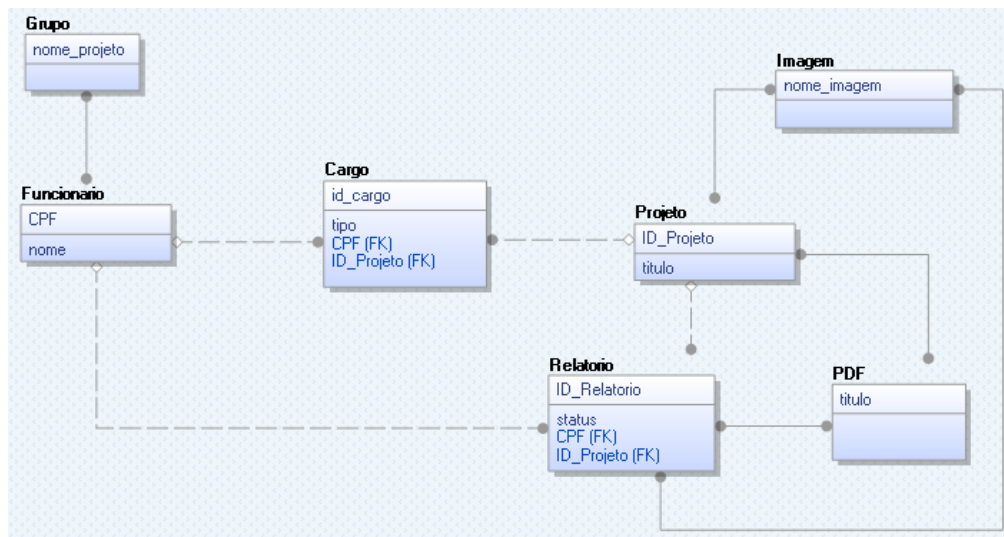 Grupo
nome_projeto
Imagem
nome_imagem
Funcionario
CPF
nome
Cargo
id_cargo
tipo
CPF (FK)
ID_Projeto (FK)
Projeto
ID_Projeto
titulo
Relatorio
ID_Relatorio
status
CPF (FK)
ID_Projeto (FK)
PDF
titulo